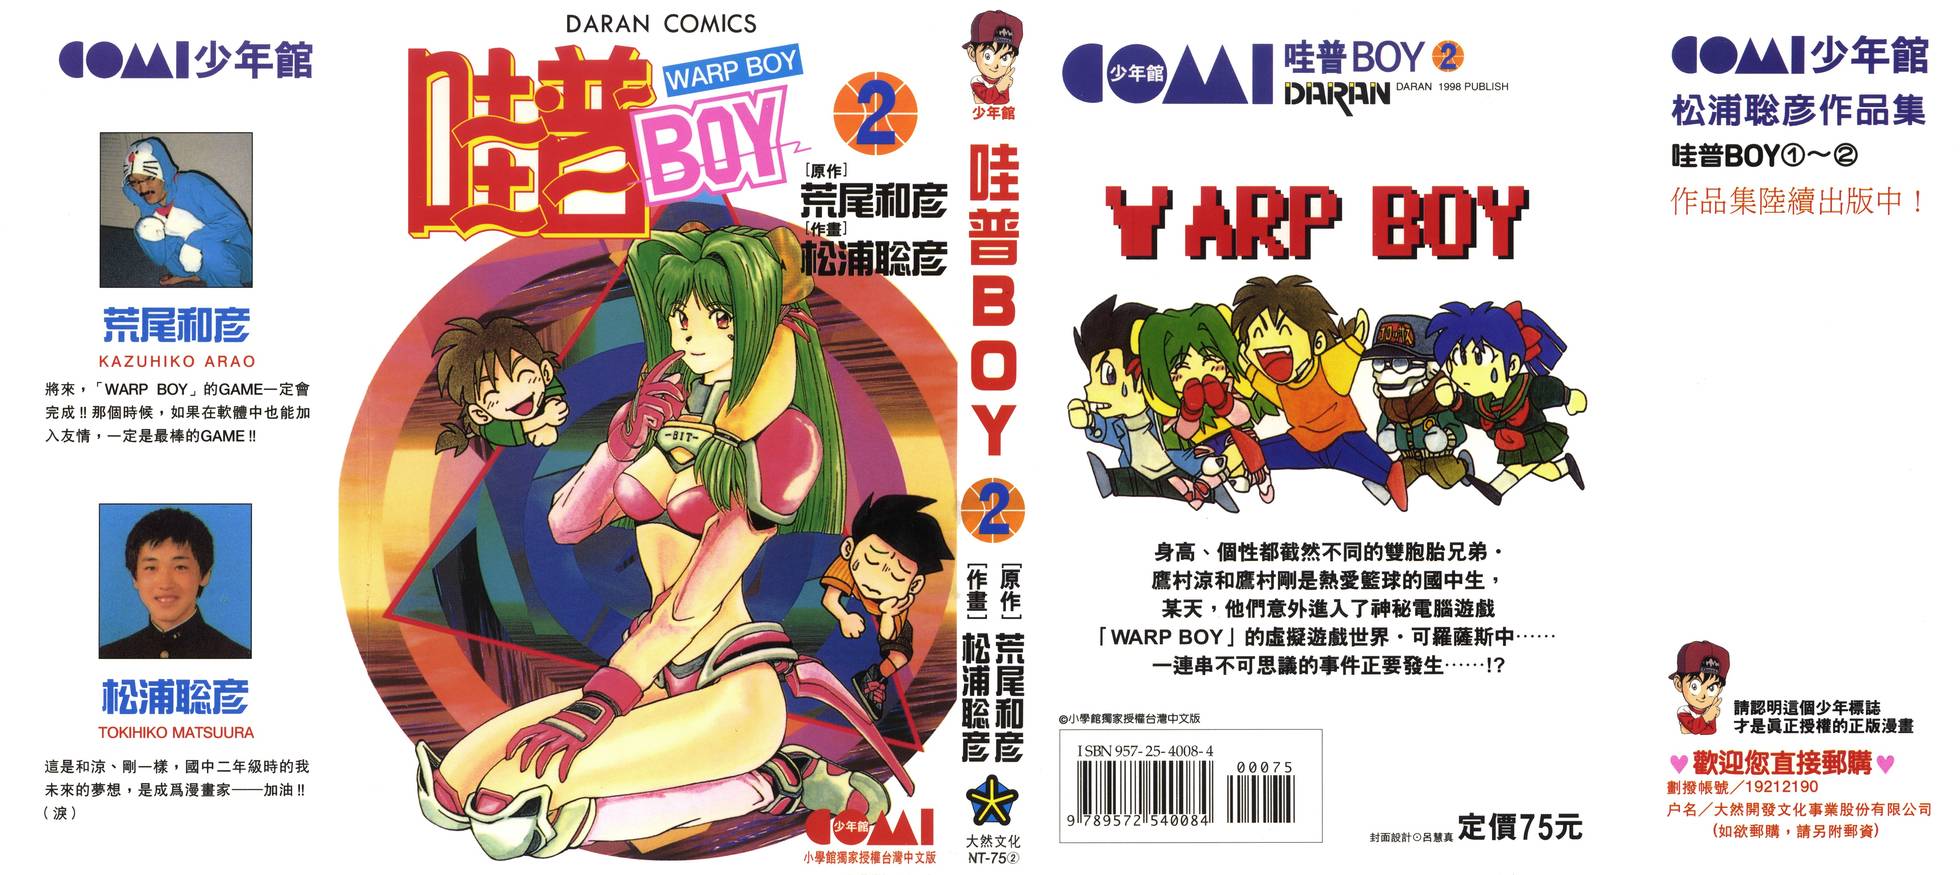 COMI少年館
荒尾和彦
KAZUHIKO ARAO
將來，「WARP BOY」的GAME一定會
完成!!那個時候，如果在軟體中也能加
入友情，一定是最棒的GAME!!
松浦聡彦
TOKIHIKO MATSUURA
這是和涼、剛一樣，國中二年級時的我
未來的夢想，是成爲漫畫家——加油!!
(淚)
DARAN COMICS
哇普
WARP BOY
BOY
2
[原作]
荒尾和彦
[作畫]
松浦聡彦
-BIT-
COMI
少年館
小學館獨家授權台灣中文版
少年館
哇普BOY
2
[原作] 荒尾和彦
[作畫] 松浦聡彦
大然文化
NT-75②
COMI
少年館
哇普BOY 2
DARAN DARAN 1998 PUBLISH
WARP BOY
身高、個性都截然不同的雙胞胎兄弟・
鷹村涼和鷹村剛是熱愛籃球的國中生，
某天，他們意外進入了神秘電腦遊戲
「WARP BOY」的虛擬遊戲世界・可羅薩斯中……
一連串不可思議的事件正要發生……!?
©小學館獨家授權台灣中文版
ISBN 957-25-4008-4
00075
9 789572 540084
封面設計⊙呂慧真
定價75元
COMI少年館
松浦聡彦作品集
哇普BOY①～②
作品集陸續出版中！
請認明這個少年標誌
才是眞正授權的正版漫畫
♥歡迎您直接郵購♥
劃撥帳號／19212190
户名／大然開發文化事業股份有限公司
(如欲郵購，請另附郵資)